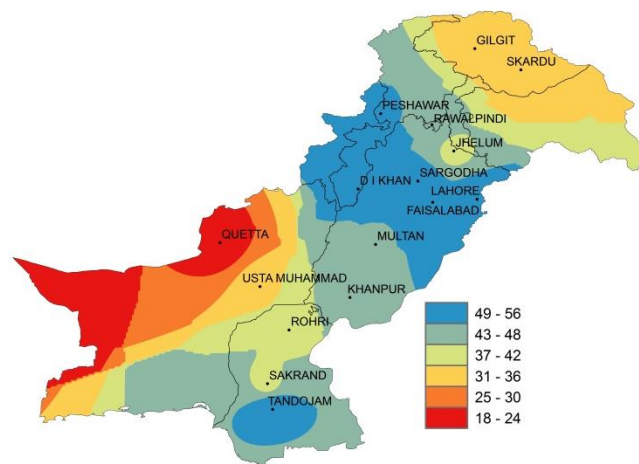 GILGIT
SKARDU
PESHAWAR
RAWALPINDI
JHELUM
SARGODHA
D I KHAN
LAHORE
FAISALABAD
QUETTA
MULTAN
USTA MUHAMMAD
KHANPUR
ROHRI
SAKRAND
TANDOJAM
49 - 56
43 - 48
37 - 42
31 - 36
25 - 30
18 - 24